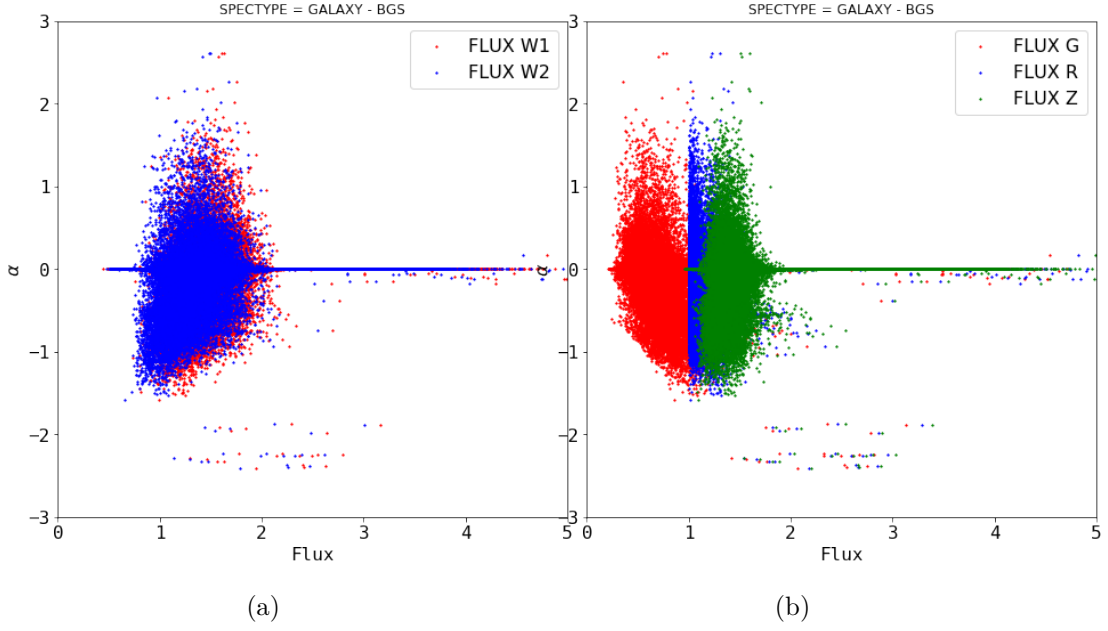 SPECTYPE = GALAXY - BGS
3
2
1
0
−1
−2
−3
α
FLUX W1
FLUX W2
0 1 2 3 4 5
Flux
(a)
SPECTYPE = GALAXY - BGS
3
2
1
0
−1
−2
−3
α
FLUX G
FLUX R
FLUX Z
0 1 2 3 4 5
Flux
(b)